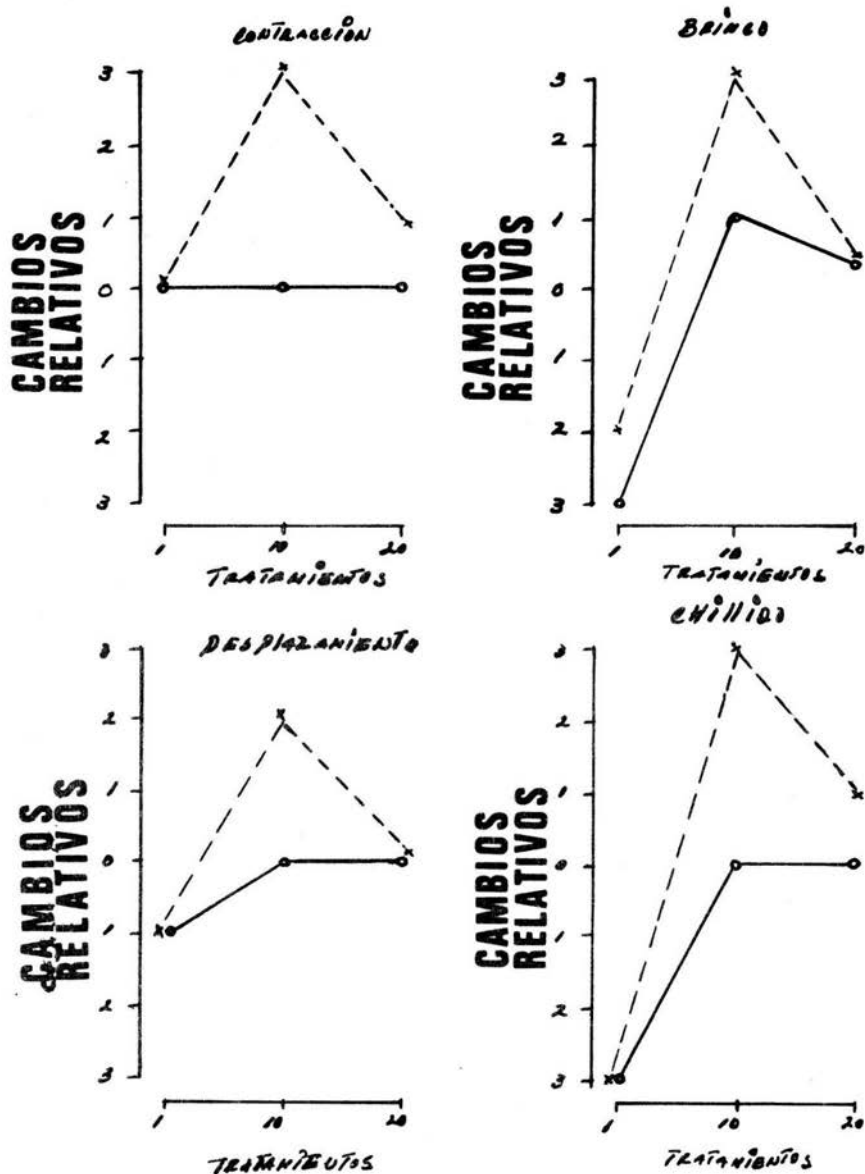 CONTRACCIÓN
3
2
1
0
1
2
3
CAMBIOS
RELATIVOS
1 10 20
TRATAMIENTOS
BRINCO
3
2
1
0
1
2
3
CAMBIOS
RELATIVOS
1 10 20
TRATAMIENTOS
DESPLAZAMIENTO
3
2
1
0
1
2
3
CAMBIOS
RELATIVOS
1 10 20
TRATAMIENTOS
CHILLIDO
3
2
1
0
1
2
3
CAMBIOS
RELATIVOS
1 10 20
TRATAMIENTOS